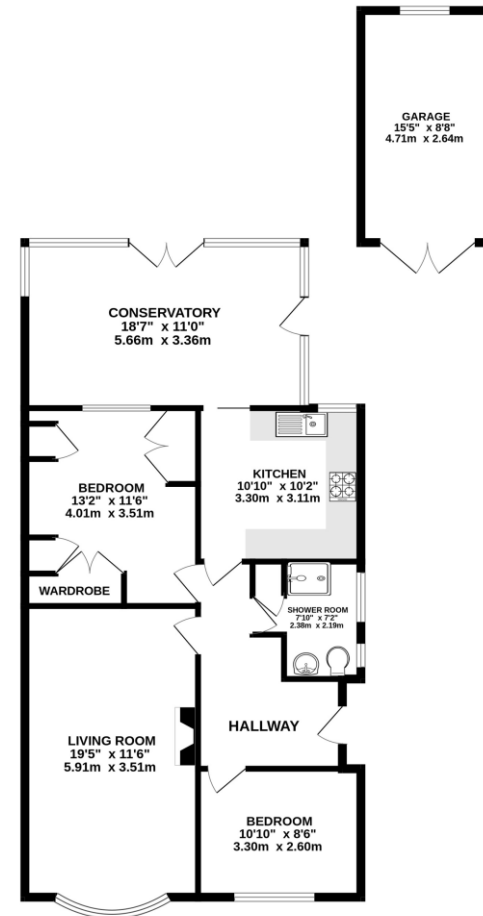 GARAGE
15'5" x 8'8"
4.71m x 2.64m
CONSERVATORY
18'7" x 11'0"
5.66m x 3.36m
KITCHEN
10'10" x 10'2"
3.30m x 3.11m
BEDROOM
13'2" x 11'6"
4.01m x 3.51m
WARDROBE
SHOWER ROOM
7'10" x 7'2"
2.38m x 2.19m
HALLWAY
LIVING ROOM
19'5" x 11'6"
5.91m x 3.51m
BEDROOM
10'10" x 8'6"
3.30m x 2.60m